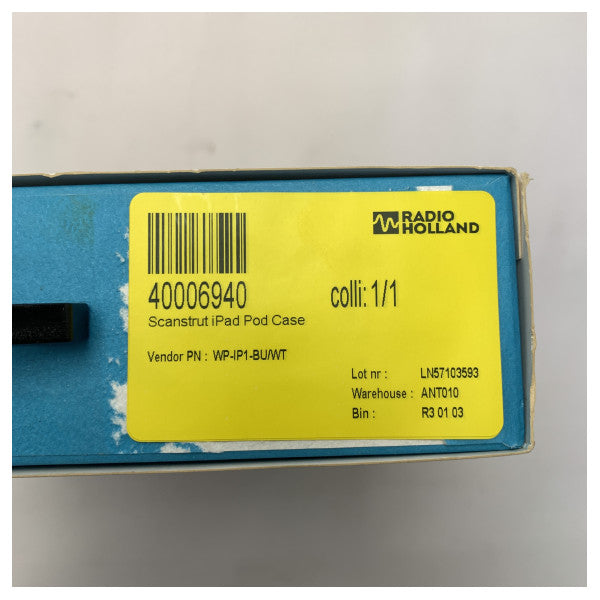 RADIO
HOLLAND
40006940
colli: 1/1
Scanstrut iPad Pod Case
Vendor PN : WP-IP1-BU/WT
Lot nr : LN57103593
Warehouse : ANT010
Bin : R3 01 03